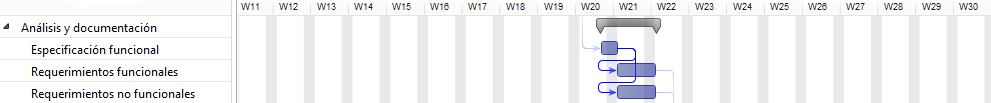 W11 W12 W13 W14 W15 W16 W17 W18 W19 W20 W21 W22 W23 W24 W25 W26 W27 W28 W29 W30
Análisis y documentación
Especificación funcional
Requerimientos funcionales
Requerimientos no funcionales